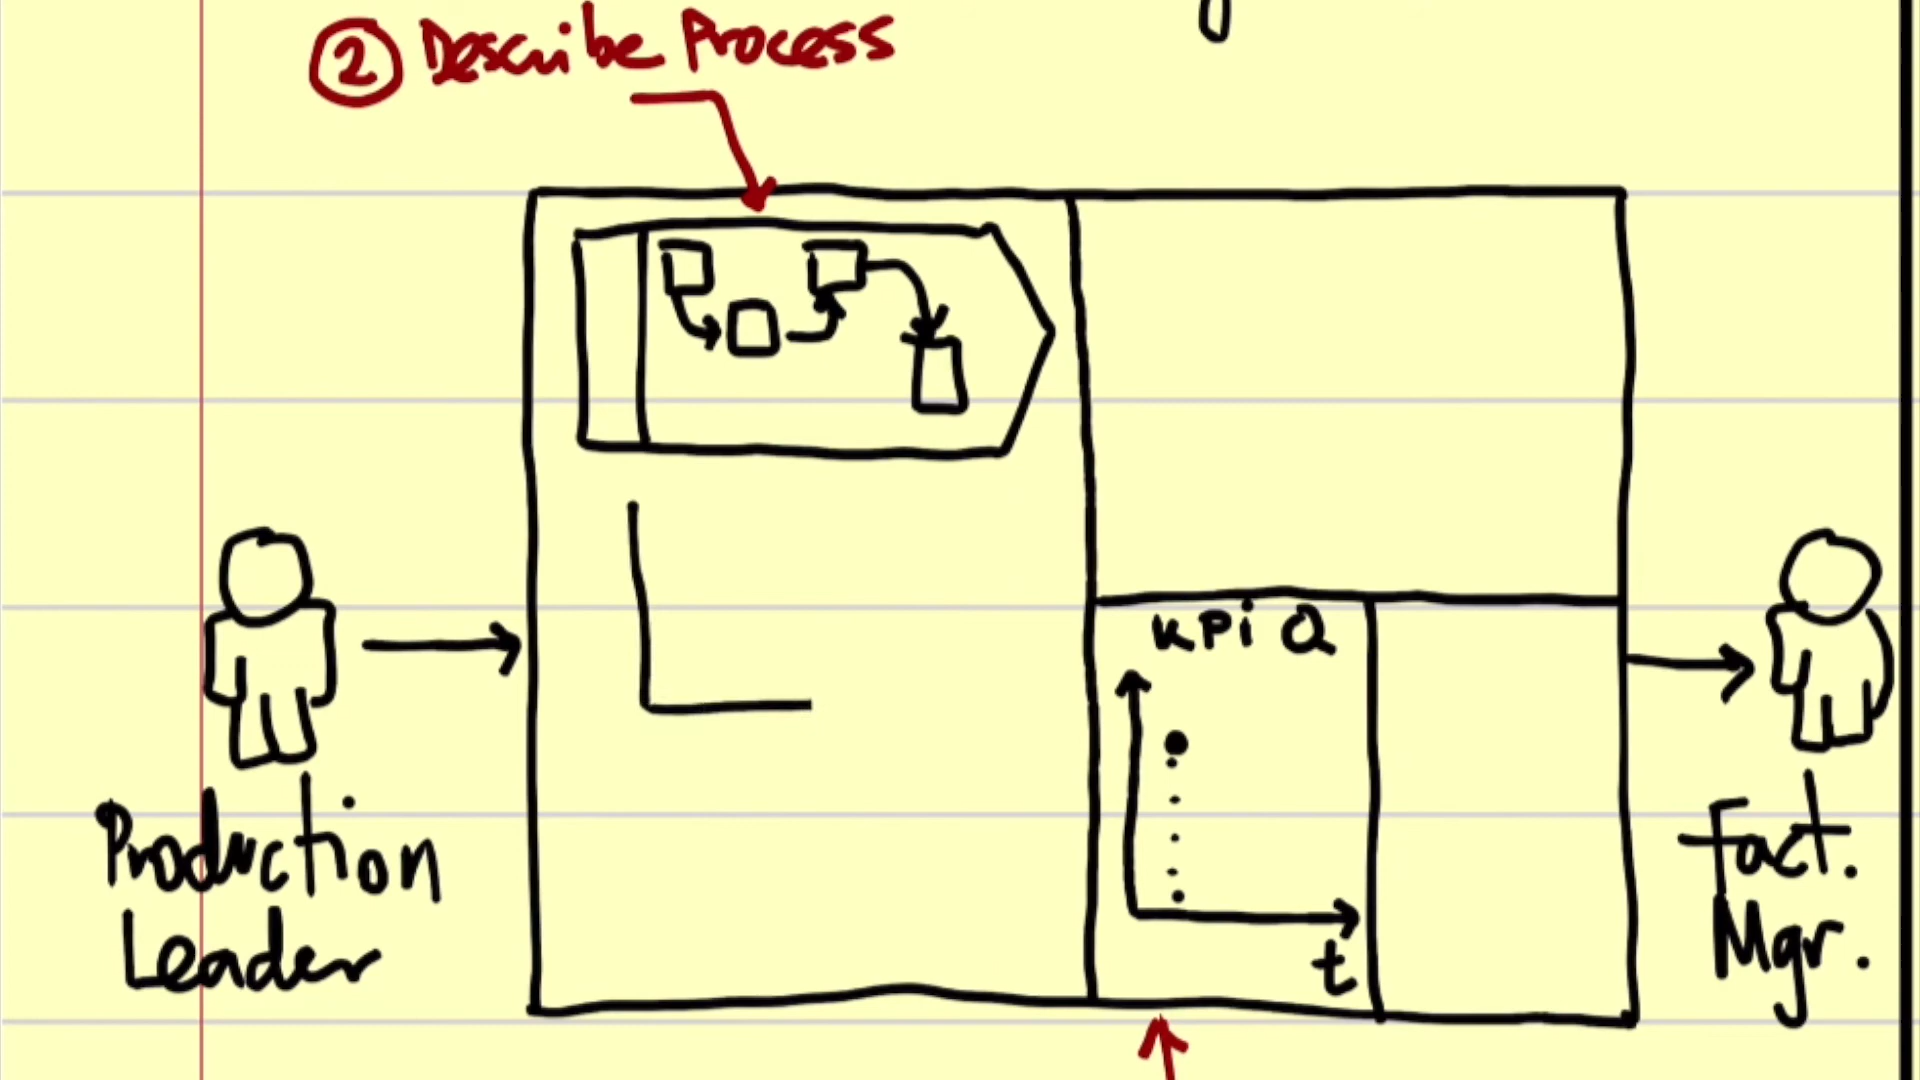 ② Describe Process
KPi Q
t
Production
Leader
Fact.
Mgr.